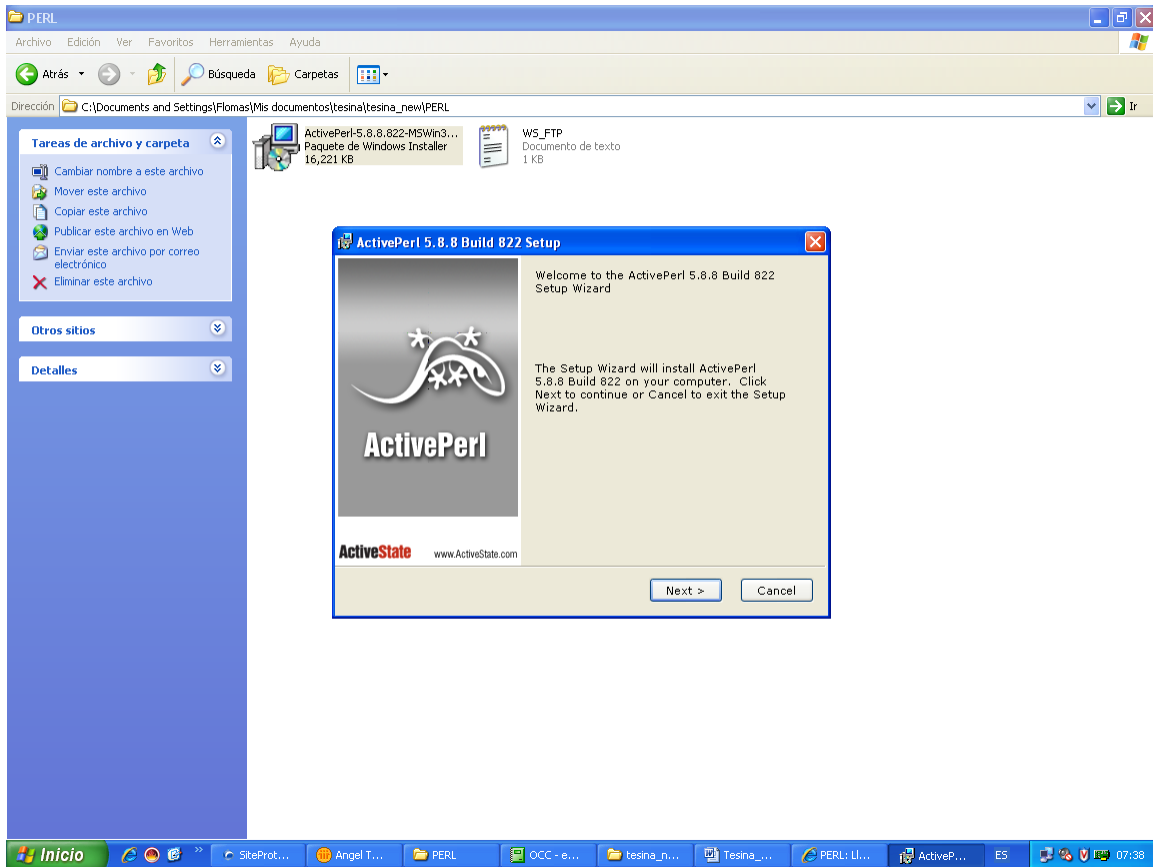 PERL
Archivo Edición Ver Favoritos Herramientas Ayuda
Atrás Búsqueda Carpetas
Dirección C:\Documents and Settings\Flomas\Mis documentos\tesina\tesina_new\PERL Ir
Tareas de archivo y carpeta
Cambiar nombre a este archivo
Mover este archivo
Copiar este archivo
Publicar este archivo en Web
Enviar este archivo por correo
electrónico
Eliminar este archivo
Otros sitios
Detalles
ActivePerl-5.8.8.822-MSWin3...
Paquete de Windows Installer
16,221 KB
WS_FTP
Documento de texto
1 KB
ActivePerl 5.8.8 Build 822 Setup
Welcome to the ActivePerl 5.8.8 Build 822
Setup Wizard
The Setup Wizard will install ActivePerl
5.8.8 Build 822 on your computer. Click
Next to continue or Cancel to exit the Setup
Wizard.
ActivePerl
ActiveState www.ActiveState.com
Next > Cancel
Inicio » SiteProt... Angel T... PERL OCC - e... tesina_n... Tesina_... PERL: Ll... ActiveP... ES 07:38